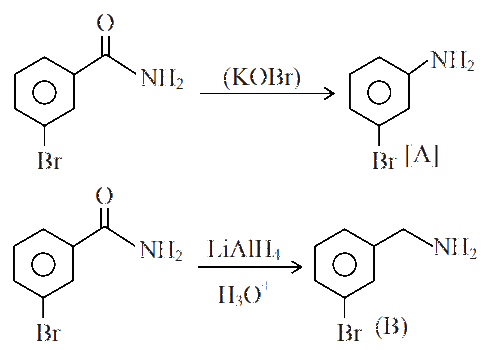 O
NH₂
(KOBr)
NH₂
Br
Br [A]
O
NH₂
LiAlH₄
H₃O⁺
NH₂
Br
Br (B)